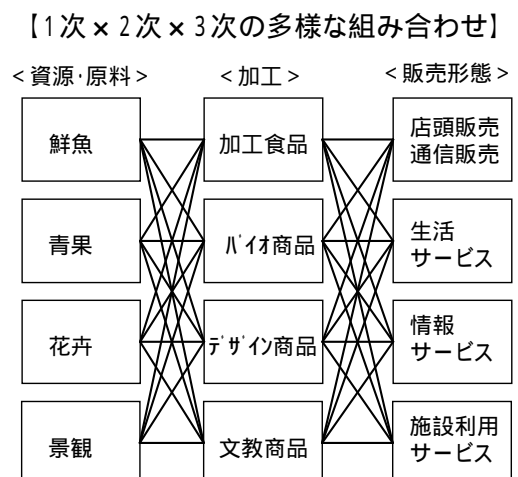 【1次×2次×3次の多様な組み合わせ】
<資源･原料>
<加工>
<販売形態>
鮮魚
加工食品
店頭販売
通信販売
青果
ﾊﾞｲｵ商品
生活
サービス
花卉
ﾃﾞｻﾞｲﾝ商品
情報
サービス
景観
文教商品
施設利用
サービス